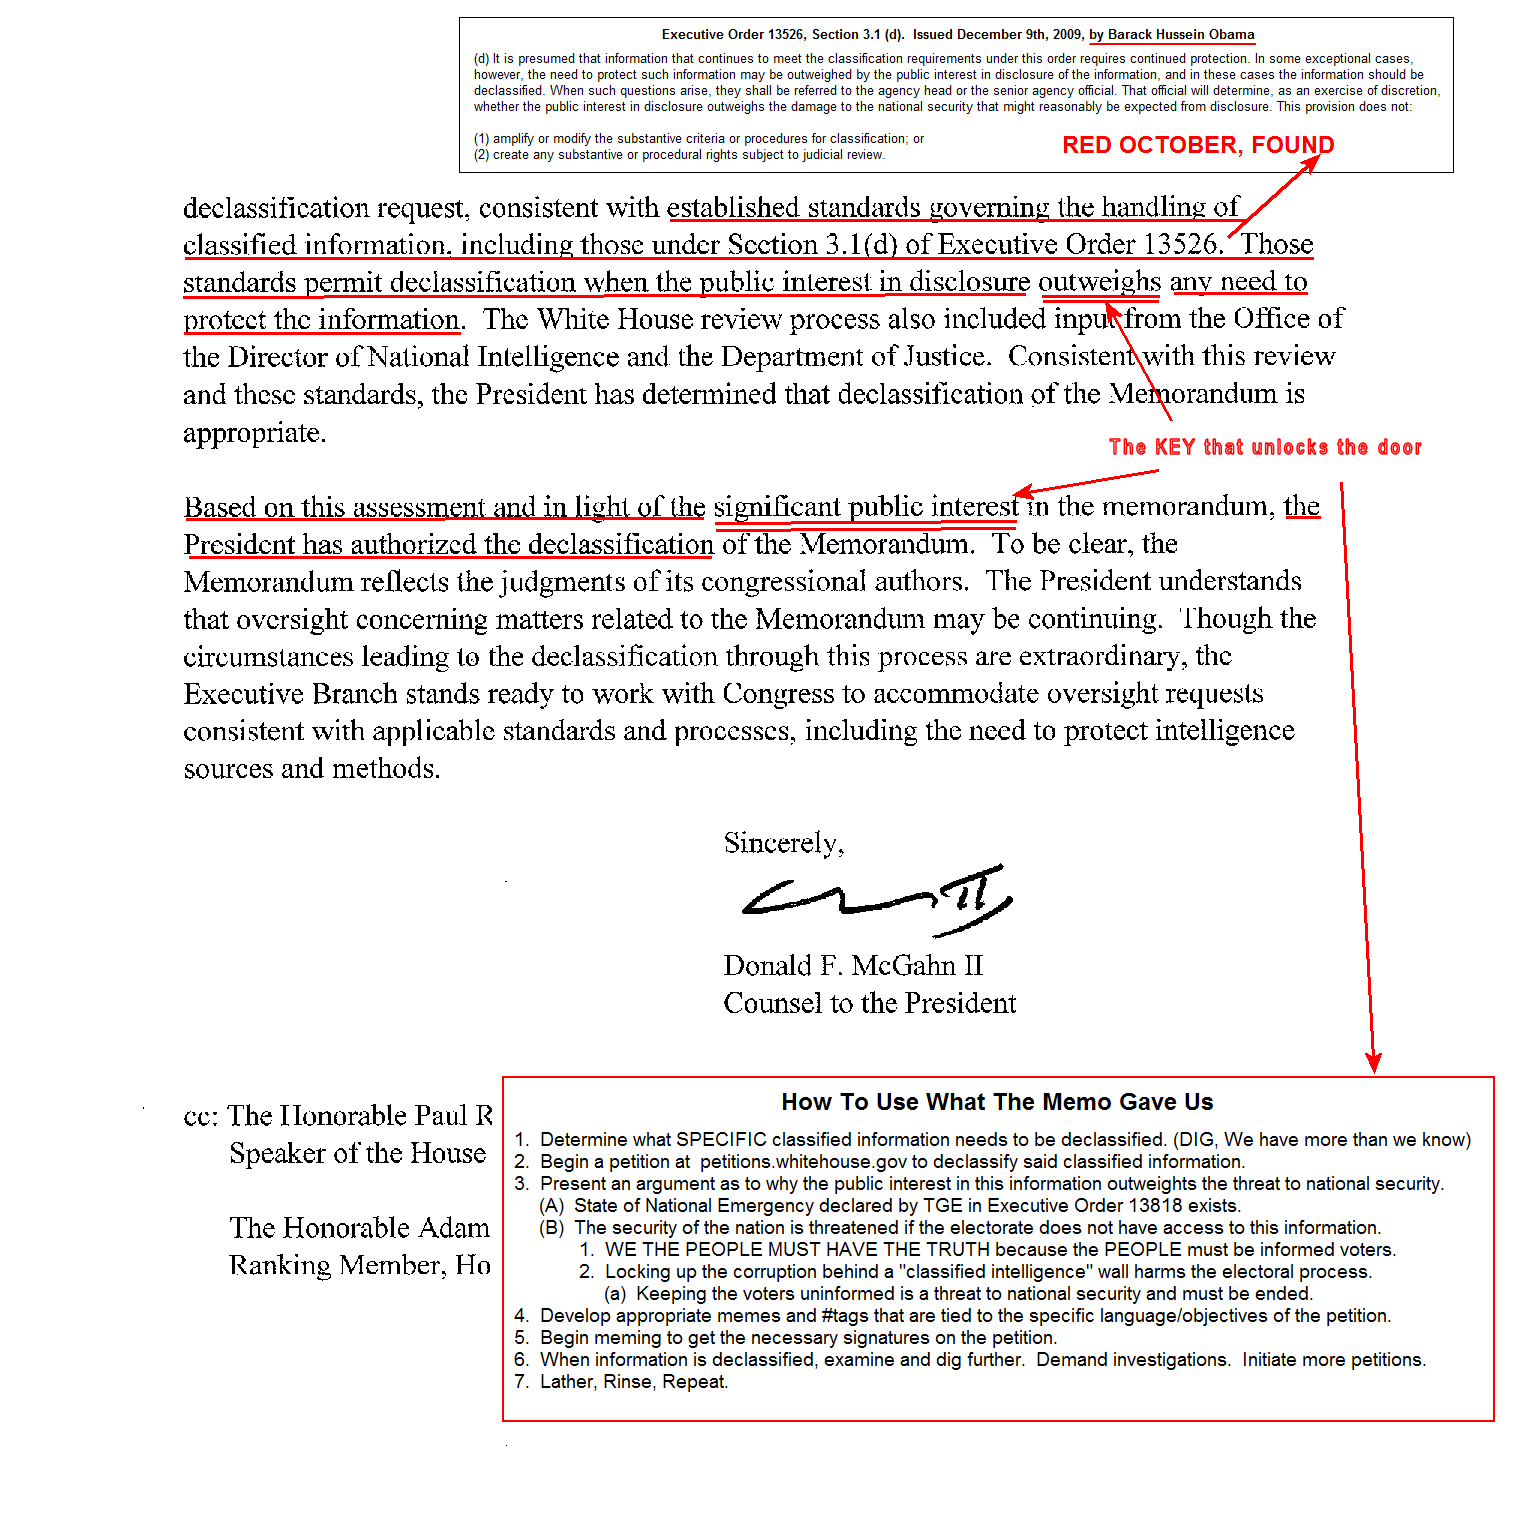 Executive Order 13526, Section 3.1 (d).  Issued December 9th, 2009, by Barack Hussein Obama
(d) It is presumed that information that continues to meet the classification requirements under this order requires continued protection. In some exceptional cases,
however, the need to protect such information may be outweighed by the public interest in disclosure of the information, and in these cases the information should be
declassified. When such questions arise, they shall be referred to the agency head or the senior agency official. That official will determine, as an exercise of discretion,
whether the public interest in disclosure outweighs the damage to the national security that might reasonably be expected from disclosure. This provision does not:
(1) amplify or modify the substantive criteria or procedures for classification; or
(2) create any substantive or procedural rights subject to judicial review.
RED OCTOBER, FOUND
declassification request, consistent with established standards governing the handling of
classified information, including those under Section 3.1(d) of Executive Order 13526.  Those
standards permit declassification when the public interest in disclosure outweighs any need to
protect the information.  The White House review process also included input from the Office of
the Director of National Intelligence and the Department of Justice.  Consistent with this review
and these standards, the President has determined that declassification of the Memorandum is
appropriate.
The KEY that unlocks the door
Based on this assessment and in light of the significant public interest in the memorandum, the
President has authorized the declassification of the Memorandum.  To be clear, the
Memorandum reflects the judgments of its congressional authors.  The President understands
that oversight concerning matters related to the Memorandum may be continuing.  Though the
circumstances leading to the declassification through this process are extraordinary, the
Executive Branch stands ready to work with Congress to accommodate oversight requests
consistent with applicable standards and processes, including the need to protect intelligence
sources and methods.
Sincerely,
Donald F. McGahn II
Counsel to the President
cc: The Honorable Paul R
Speaker of the House
The Honorable Adam
Ranking Member, Ho
How To Use What The Memo Gave Us
1.  Determine what SPECIFIC classified information needs to be declassified. (DIG, We have more than we know)
2.  Begin a petition at  petitions.whitehouse.gov to declassify said classified information.
3.  Present an argument as to why the public interest in this information outweights the threat to national security.
(A)  State of National Emergency declared by TGE in Executive Order 13818 exists.
(B)  The security of the nation is threatened if the electorate does not have access to this information.
1.  WE THE PEOPLE MUST HAVE THE TRUTH because the PEOPLE must be informed voters.
2.  Locking up the corruption behind a "classified intelligence" wall harms the electoral process.
(a)  Keeping the voters uninformed is a threat to national security and must be ended.
4.  Develop appropriate memes and #tags that are tied to the specific language/objectives of the petition.
5.  Begin meming to get the necessary signatures on the petition.
6.  When information is declassified, examine and dig further.  Demand investigations.  Initiate more petitions.
7.  Lather, Rinse, Repeat.